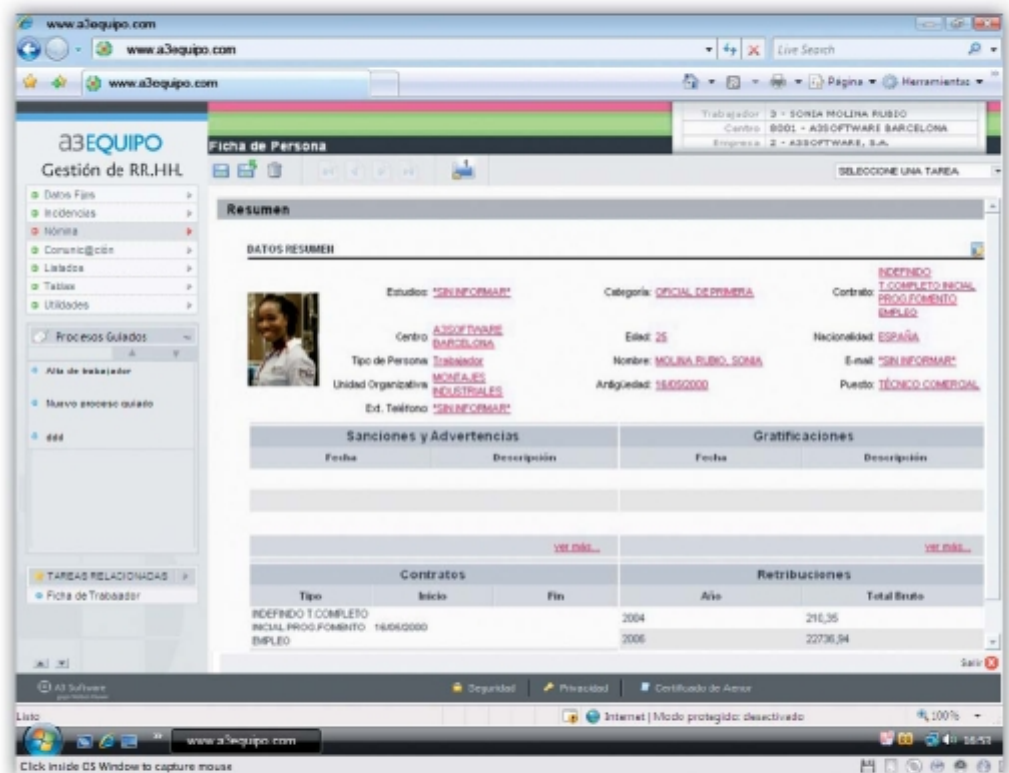 www.a3equipo.com
www.a3equipo.com
Live Search
www.a3equipo.com
Página
Herramientas
Trabajador 3 - SONIA MOLINA RUBIO
Centro 0001 - A3SOFTWARE BARCELONA
Empresa 2 - A3SOFTWARE, S.A.
a3EQUIPO
Gestión de RR.HH.
Ficha de Persona
SELECCIONE UNA TAREA
Datos Fijos
Incidencias
Nómina
Comunic@ción
Listados
Tablas
Utilidades
Procesos Guiados
Alta de trabajador
Nuevo proceso guiado
ddd
TAREAS RELACIONADAS
Ficha de Trabajador
Resumen
DATOS RESUMEN
Estudios: *SIN INFORMAR*
Categoría: OFICIAL DE PRIMERA
Contrato: INDEFINIDO
T.COMPLETO INICIAL
PROG.FOMENTO
EMPLEO
Centro A3SOFTWARE
BARCELONA
Edad: 25
Nacionalidad: ESPAÑA
Tipo de Persona: Trabajador
Nombre: MOLINA RUBIO, SONIA
E-mail: *SIN INFORMAR*
Unidad Organizativa MONTAJES
INDUSTRIALES
Antigüedad: 16/05/2000
Puesto: TÉCNICO COMERCIAL
Ext. Teléfono: *SIN INFORMAR*
Sanciones y Advertencias
Gratificaciones
Fecha Descripción
Fecha Descripción
ver más...
ver más...
Contratos
Retribuciones
Tipo Inicio Fin
Año Total Bruto
INDEFINIDO T.COMPLETO
INICIAL PROG.FOMENTO 16/05/2000
EMPLEO
2004 210,35
2006 22736,94
Salir
A3 Software
Seguridad
Privacidad
Certificado de Aenor
Listo
Internet | Modo protegido: desactivado
100%
www.a3equipo.com
16:53
Click inside OS Window to capture mouse